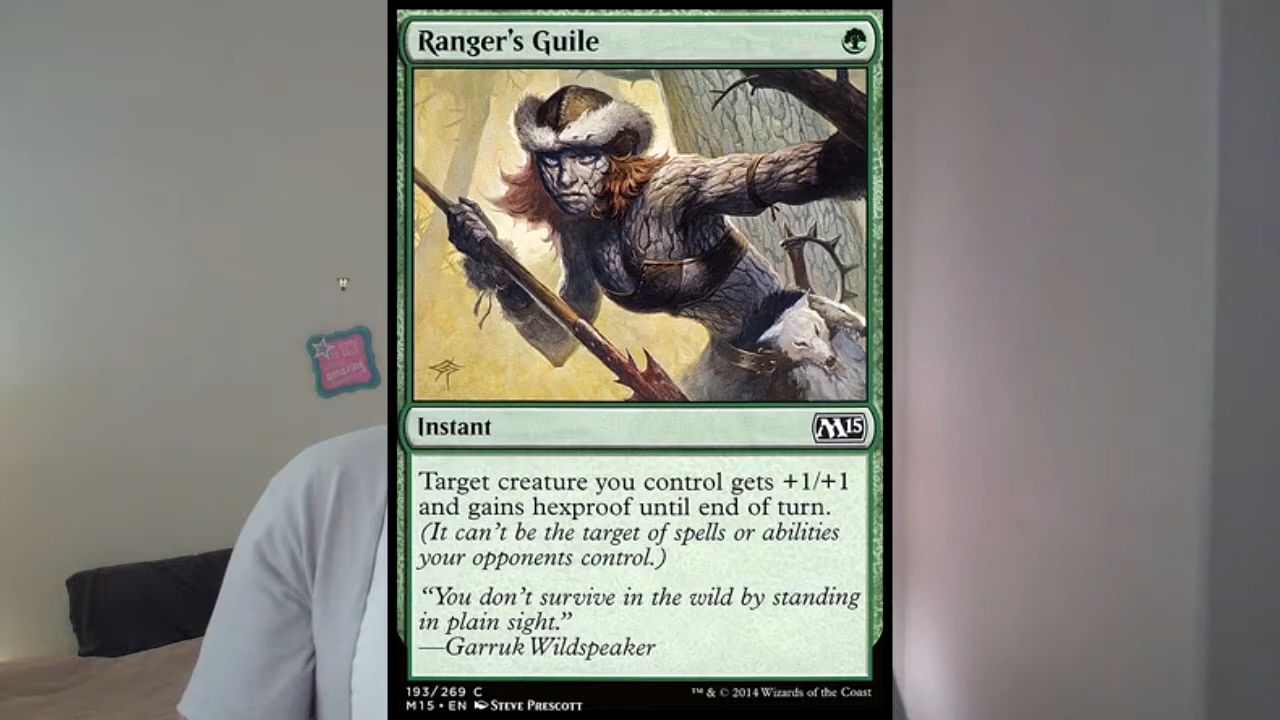 Ranger's Guile
amazing
Instant
M15
Target creature you control gets +1/+1
and gains hexproof until end of turn.
(It can't be the target of spells or abilities
your opponents control.)
“You don't survive in the wild by standing
in plain sight.”
—Garruk Wildspeaker
193/269 C
™ & © 2014 Wizards of the Coast
M15 • EN STEVE PRESCOTT